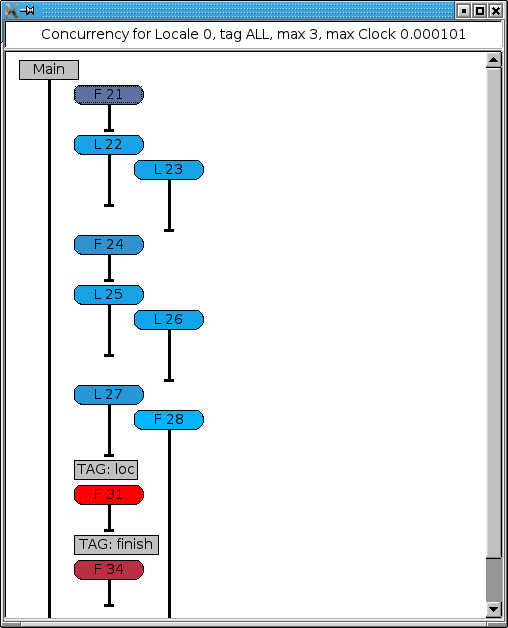 Concurrency for Locale 0, tag ALL, max 3, max Clock 0.000101
Main
F 21
L 22
L 23
F 24
L 25
L 26
L 27
F 28
TAG: loc
F 31
TAG: finish
F 34